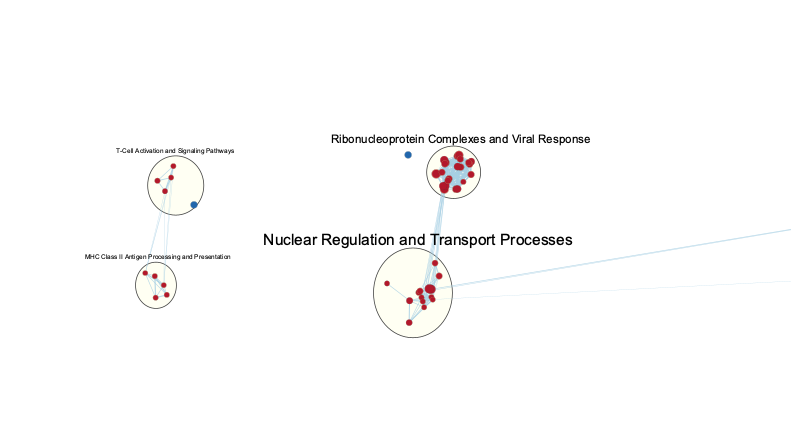 Ribonucleoprotein Complexes and Viral Response
T-Cell Activation and Signaling Pathways
Nuclear Regulation and Transport Processes
MHC Class II Antigen Processing and Presentation